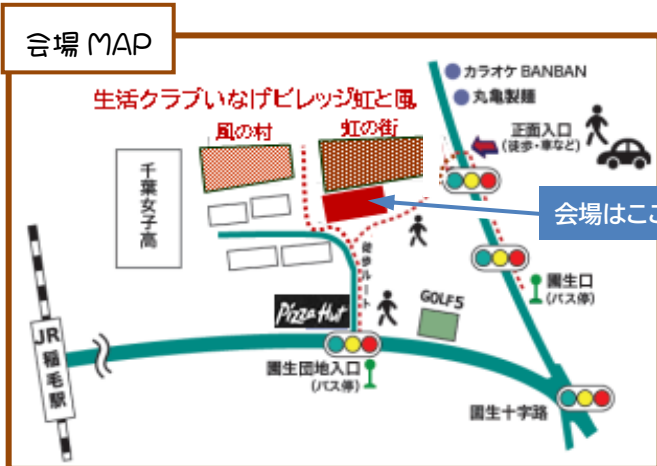 会場 MAP
カラオケ BANBAN
丸亀製麺
生活クラブいなげビレッジ虹と風
風の村
虹の街
正面入口
(徒歩・車など)
千葉女子高
会場はここ
徒歩ルート
園生口
(バス停)
Pizza Hut
GOLF5
JR稲毛駅
園生団地入口
(バス停)
園生十字路